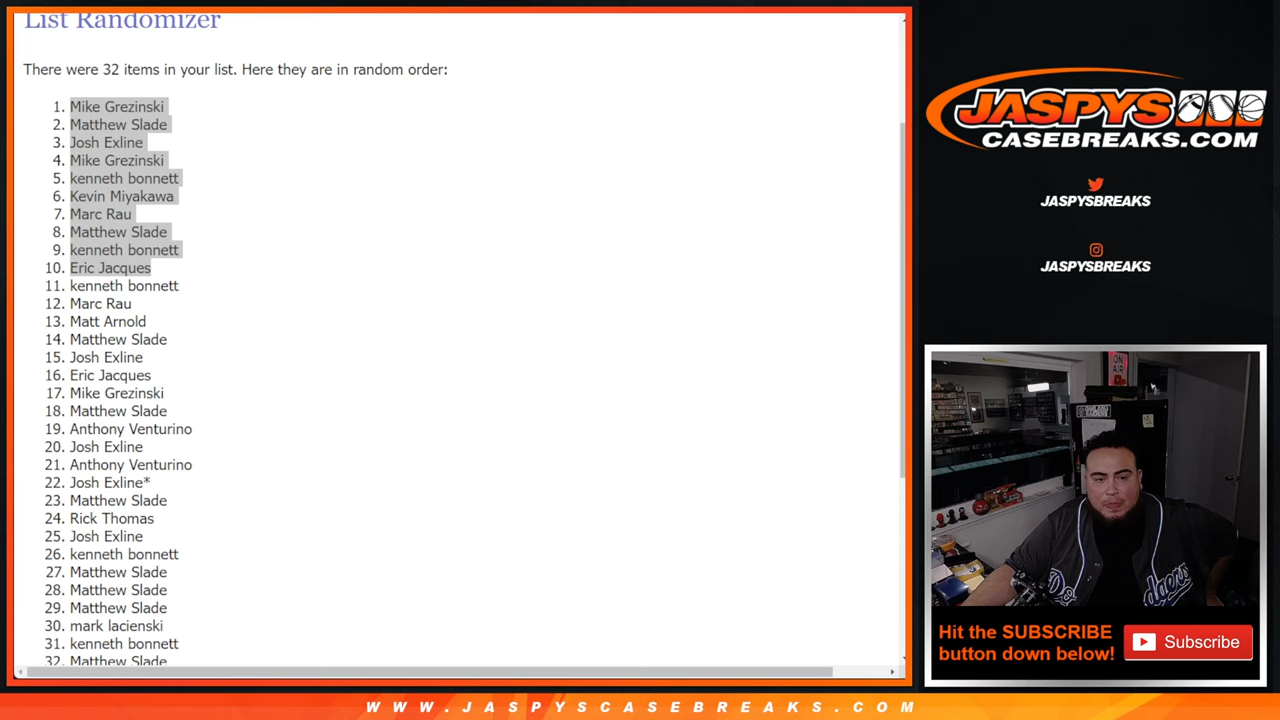 List Randomizer
There were 32 items in your list. Here they are in random order:
1. Mike Grezinski
2. Matthew Slade
3. Josh Exline
4. Mike Grezinski
5. kenneth bonnett
6. Kevin Miyakawa
7. Marc Rau
8. Matthew Slade
9. kenneth bonnett
10. Eric Jacques
11. kenneth bonnett
12. Marc Rau
13. Matt Arnold
14. Matthew Slade
15. Josh Exline
16. Eric Jacques
17. Mike Grezinski
18. Matthew Slade
19. Anthony Venturino
20. Josh Exline
21. Anthony Venturino
22. Josh Exline*
23. Matthew Slade
24. Rick Thomas
25. Josh Exline
26. kenneth bonnett
27. Matthew Slade
28. Matthew Slade
29. Matthew Slade
30. mark lacienski
31. kenneth bonnett
32. Matthew Slade
JASPYS
CASEBREAKS.COM
JASPYSBREAKS
JASPYSBREAKS
ON
AIR
Hit the SUBSCRIBE
button down below!
Subscribe
WWW.JASPYSCASEBREAKS.COM